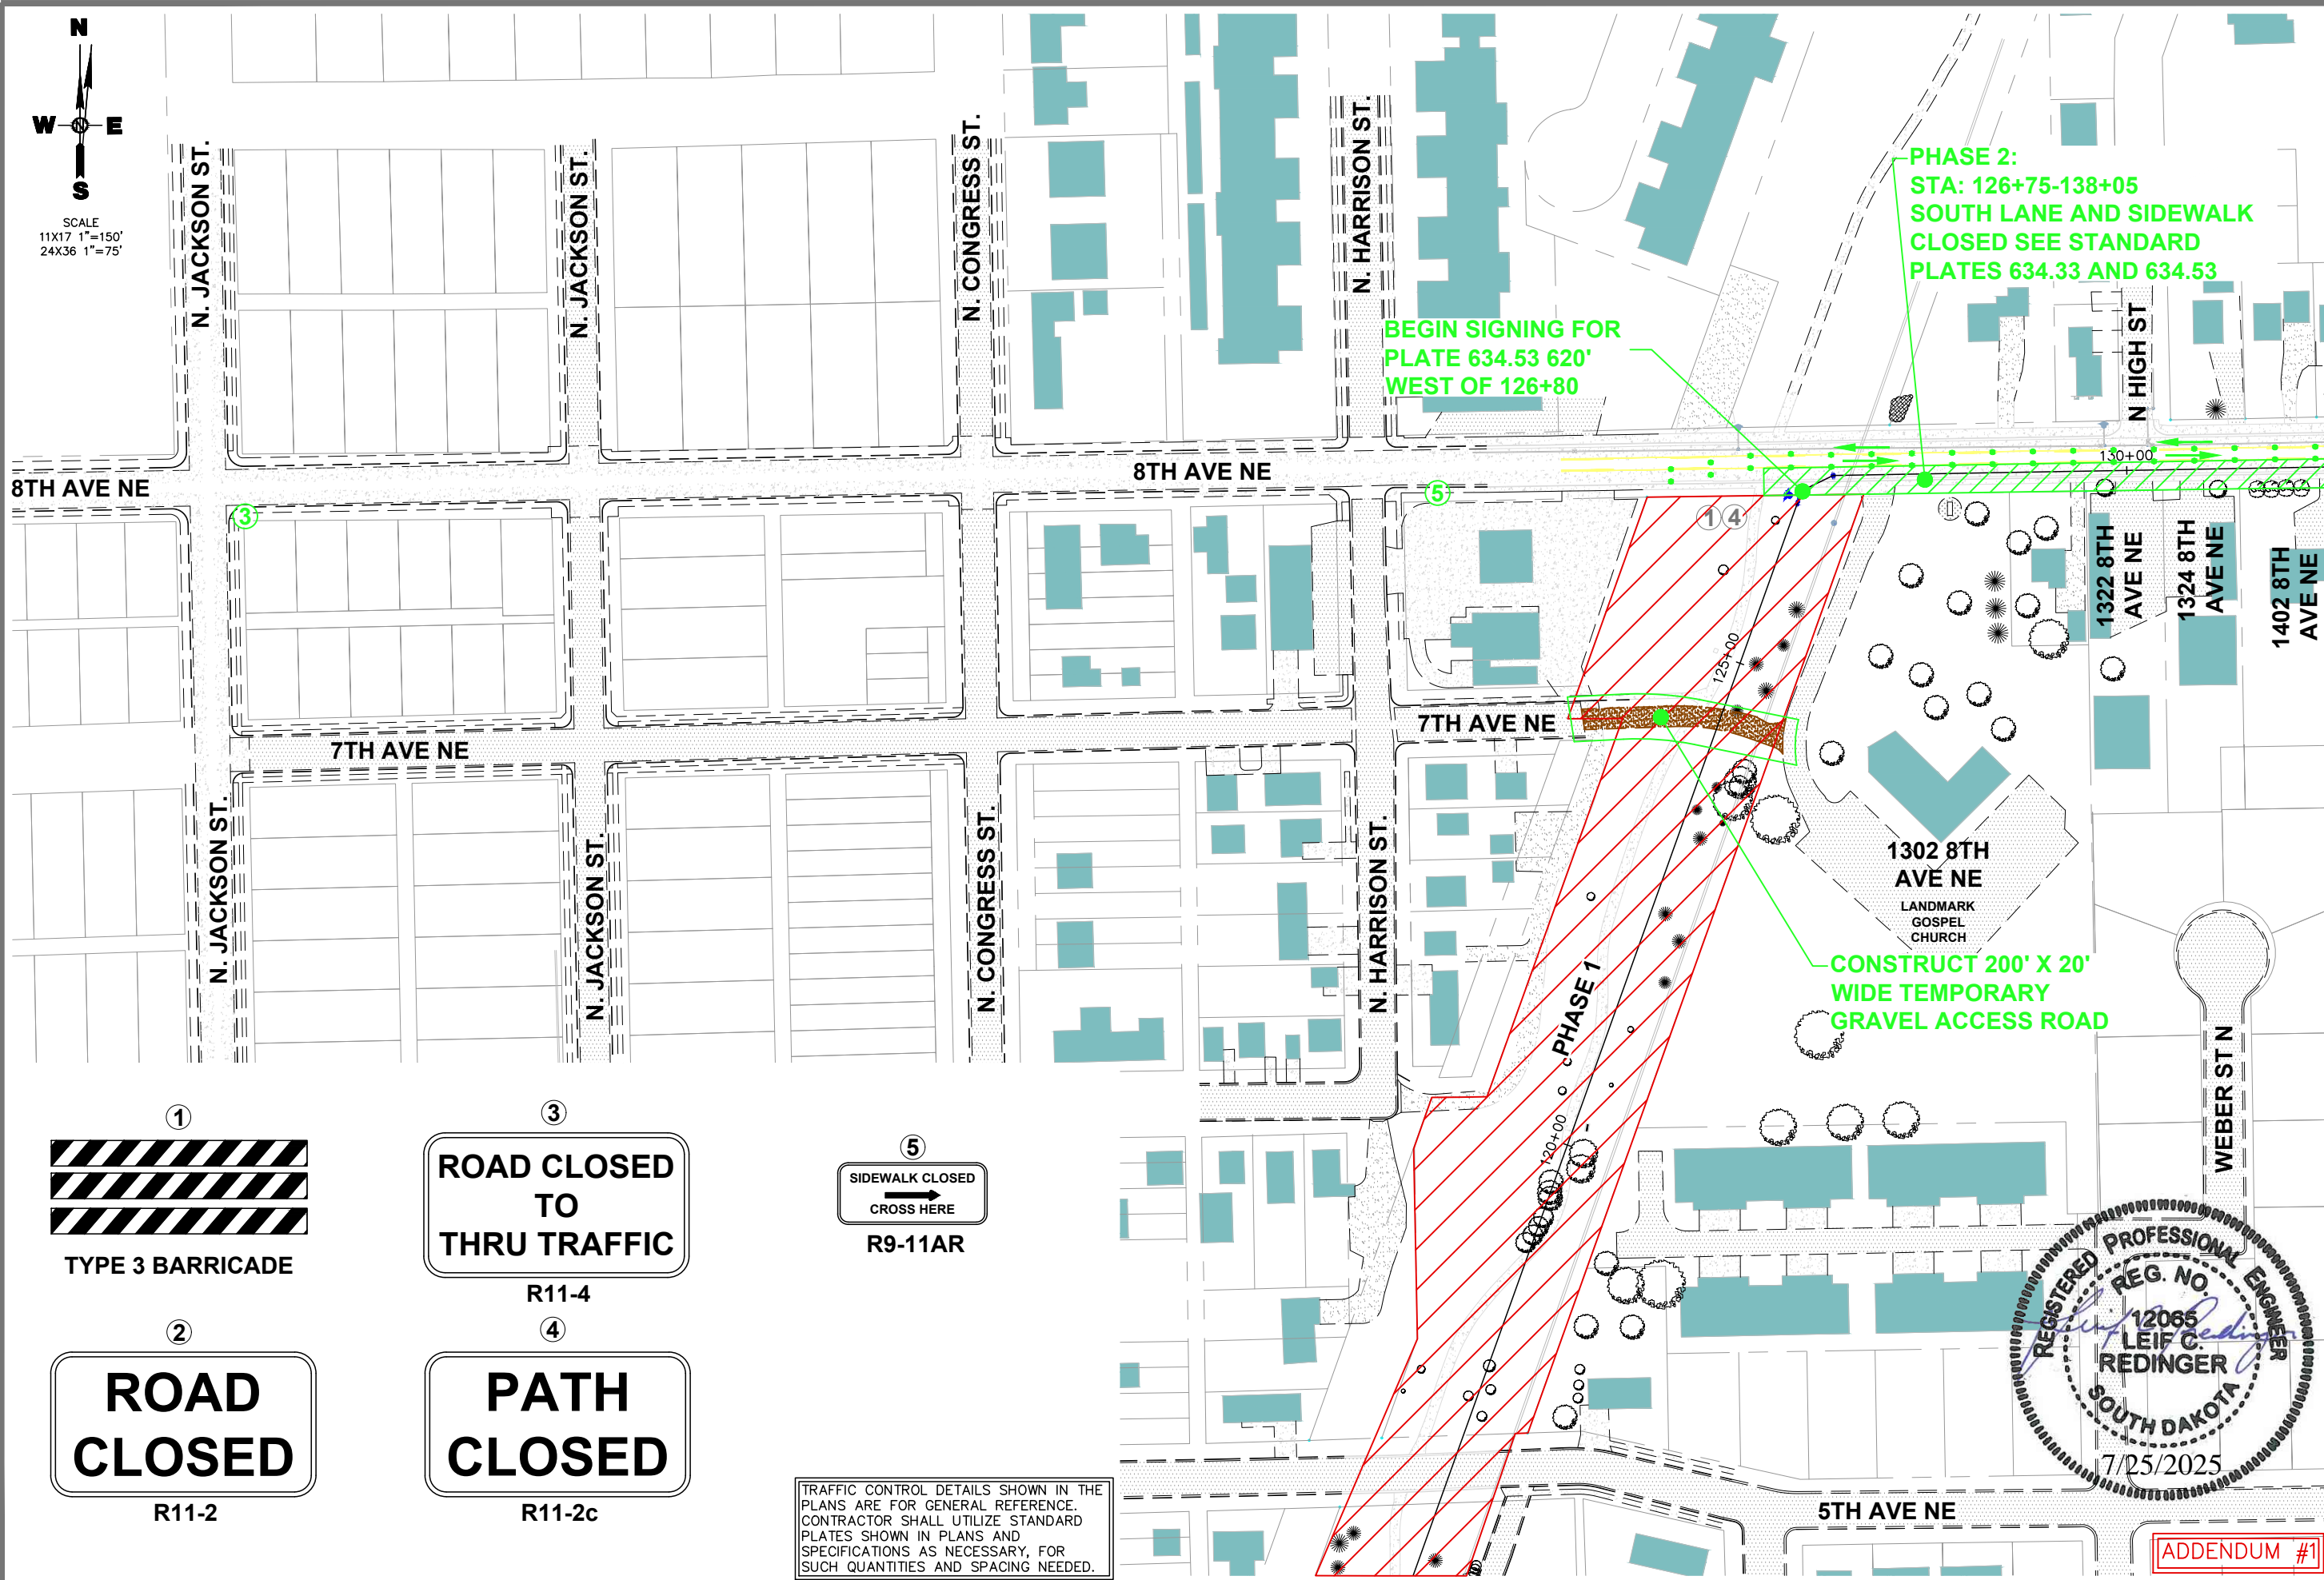 N
W E
S
SCALE
11X17 1"=150'
24X36 1"=75'
N. JACKSON ST.
N. JACKSON ST.
N. CONGRESS ST.
N. HARRISON ST.
PHASE 2:
STA: 126+75-138+05
SOUTH LANE AND SIDEWALK
CLOSED SEE STANDARD
PLATES 634.33 AND 634.53
BEGIN SIGNING FOR
PLATE 634.53 620'
WEST OF 126+80
N HIGH ST
8TH AVE NE
8TH AVE NE
130+00
3
5
1 4
1322 8TH
AVE NE
1324 8TH
AVE NE
1402 8TH
AVE NE
125+00
7TH AVE NE
7TH AVE NE
N. JACKSON ST.
N. JACKSON ST.
N. CONGRESS ST.
N. HARRISON ST.
1302 8TH
AVE NE
LANDMARK
GOSPEL
CHURCH
CONSTRUCT 200' X 20'
WIDE TEMPORARY
GRAVEL ACCESS ROAD
PHASE 1
120+00
WEBER ST N
1
TYPE 3 BARRICADE
3
ROAD CLOSED
TO
THRU TRAFFIC
R11-4
5
SIDEWALK CLOSED
CROSS HERE
R9-11AR
2
ROAD
CLOSED
R11-2
4
PATH
CLOSED
R11-2c
TRAFFIC CONTROL DETAILS SHOWN IN THE
PLANS ARE FOR GENERAL REFERENCE.
CONTRACTOR SHALL UTILIZE STANDARD
PLATES SHOWN IN PLANS AND
SPECIFICATIONS AS NECESSARY, FOR
SUCH QUANTITIES AND SPACING NEEDED.
REGISTERED PROFESSIONAL ENGINEER
REG. NO.
12065
LEIF C.
REDINGER
SOUTH DAKOTA
7/25/2025
5TH AVE NE
ADDENDUM #1